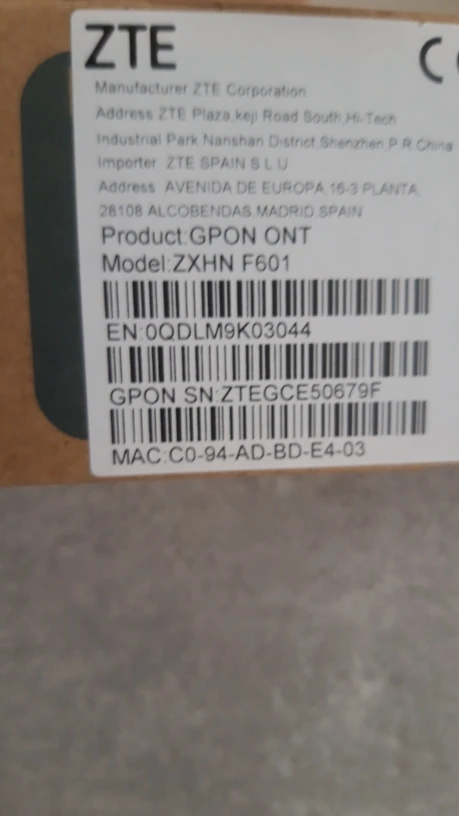 ZTE
CE
Manufacturer ZTE Corporation
Address ZTE Plaza,keji Road South,Hi-Tech
Industrial Park,Nanshan District,Shenzhen,P.R.China
Importer ZTE SPAIN S.L.U
Address AVENIDA DE EUROPA,16-3 PLANTA,
28108 ALCOBENDAS,MADRID,SPAIN
Product:GPON ONT
Model:ZXHN F601
EN:0QDLM9K03044
GPON SN:ZTEGCE50679F
MAC:C0-94-AD-BD-E4-03